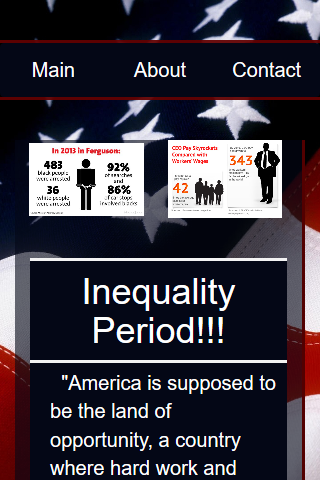 Main About Contact
In 2013 in Ferguson:
483
black people
were arrested
36
white people
were arrested
92%
of searches
and
86%
of car stops
involved blacks
CEO Pay Skyrockets
Compared with
Workers' Wages
42
343
Inequality
Period!!!
"America is supposed to
be the land of
opportunity, a country
where hard work and